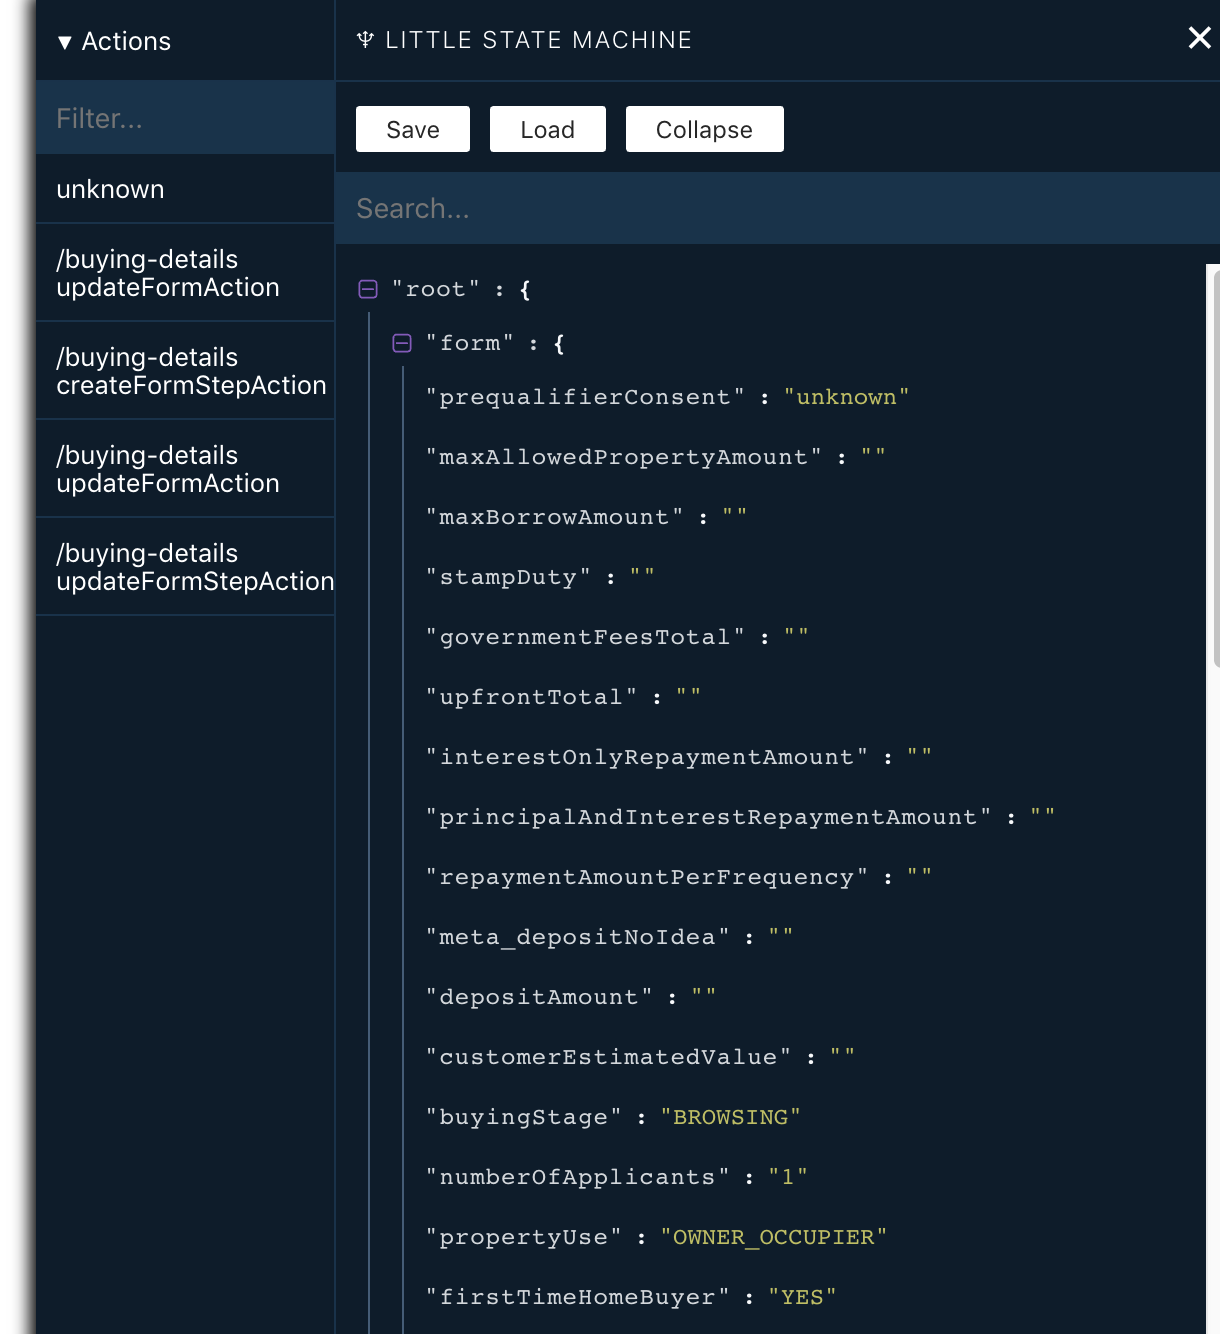 ▼ Actions
Filter...
unknown
/buying-details
updateFormAction
/buying-details
createFormStepAction
/buying-details
updateFormAction
/buying-details
updateFormStepAction
LITTLE STATE MACHINE
Save Load Collapse
Search...
"root" : {
"form" : {
"prequalifierConsent" : "unknown"
"maxAllowedPropertyAmount" : ""
"maxBorrowAmount" : ""
"stampDuty" : ""
"governmentFeesTotal" : ""
"upfrontTotal" : ""
"interestOnlyRepaymentAmount" : ""
"principalAndInterestRepaymentAmount" : ""
"repaymentAmountPerFrequency" : ""
"meta_depositNoIdea" : ""
"depositAmount" : ""
"customerEstimatedValue" : ""
"buyingStage" : "BROWSING"
"numberOfApplicants" : "1"
"propertyUse" : "OWNER_OCCUPIER"
"firstTimeHomeBuyer" : "YES"